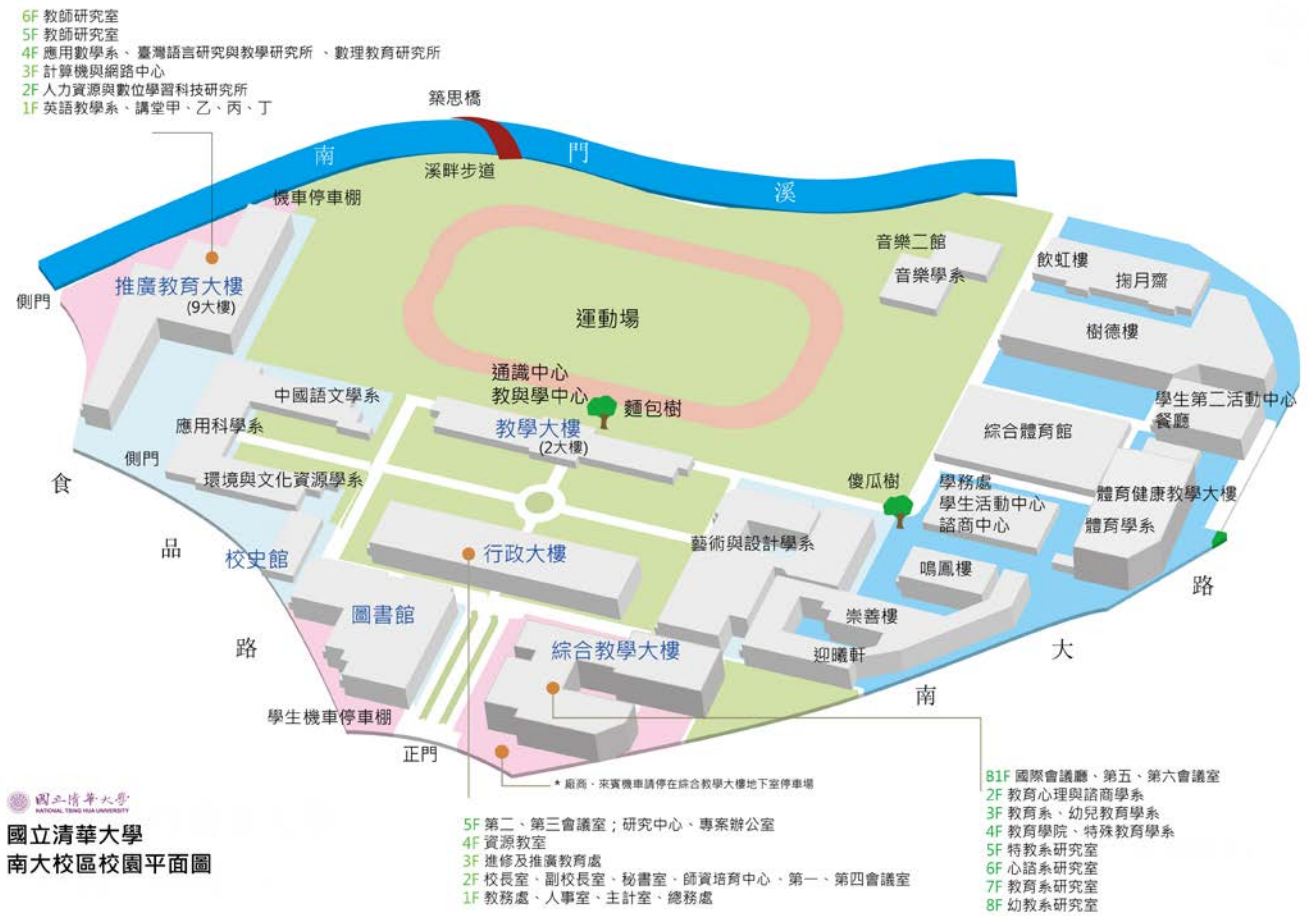 6F 教師研究室
5F 教師研究室
4F 應用數學系、臺灣語言研究與教學研究所 、數理教育研究所
3F 計算機與網路中心
2F 人力資源與數位學習科技研究所
1F 英語教學系、講堂甲、乙、丙、丁
築思橋
南
門
溪
溪畔步道
機車停車棚
側門
推廣教育大樓
(9大樓)
音樂二館
音樂學系
飲虹樓
掬月齋
樹德樓
運動場
通識中心
教與學中心
麵包樹
中國語文學系
應用科學系
教學大樓
(2大樓)
學生第二活動中心
餐廳
綜合體育館
側門
環境與文化資源學系
傻瓜樹
學務處
學生活動中心
諮商中心
體育健康教學大樓
體育學系
食
品
路
校史館
行政大樓
藝術與設計學系
鳴鳳樓
圖書館
崇善樓
綜合教學大樓
迎曦軒
南
大
路
學生機車停車棚
正門
* 廠商、來賓機車請停在綜合教學大樓地下室停車場
B1F 國際會議廳、第五、第六會議室
2F 教育心理與諮商學系
3F 教育系、幼兒教育學系
4F 教育學院、特殊教育學系
5F 特教系研究室
6F 心諮系研究室
7F 教育系研究室
8F 幼教系研究室
5F 第二、第三會議室；研究中心、專案辦公室
4F 資源教室
3F 進修及推廣教育處
2F 校長室、副校長室、秘書室、師資培育中心、第一、第四會議室
1F 教務處、人事室、主計室、總務處
國立清華大學
NATIONAL TSING HUA UNIVERSITY
國立清華大學
南大校區校園平面圖